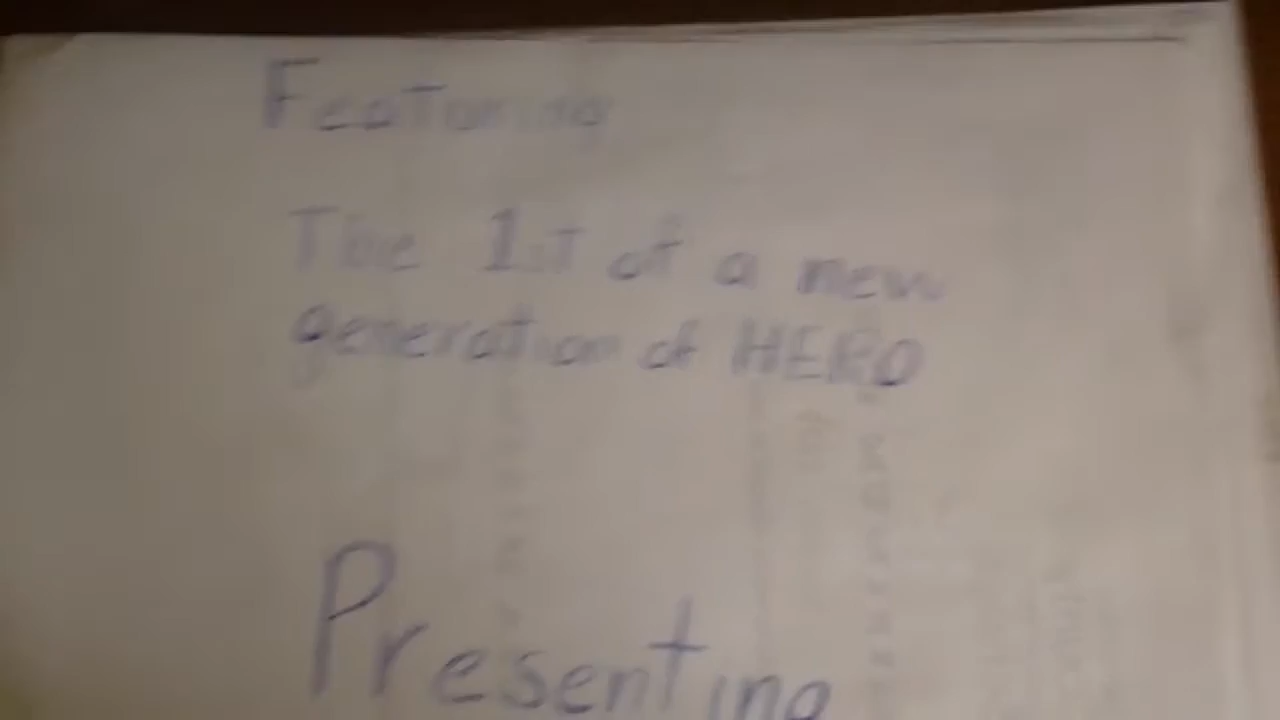 Featuring
The 1st of a new
generation of HERO
Presenting